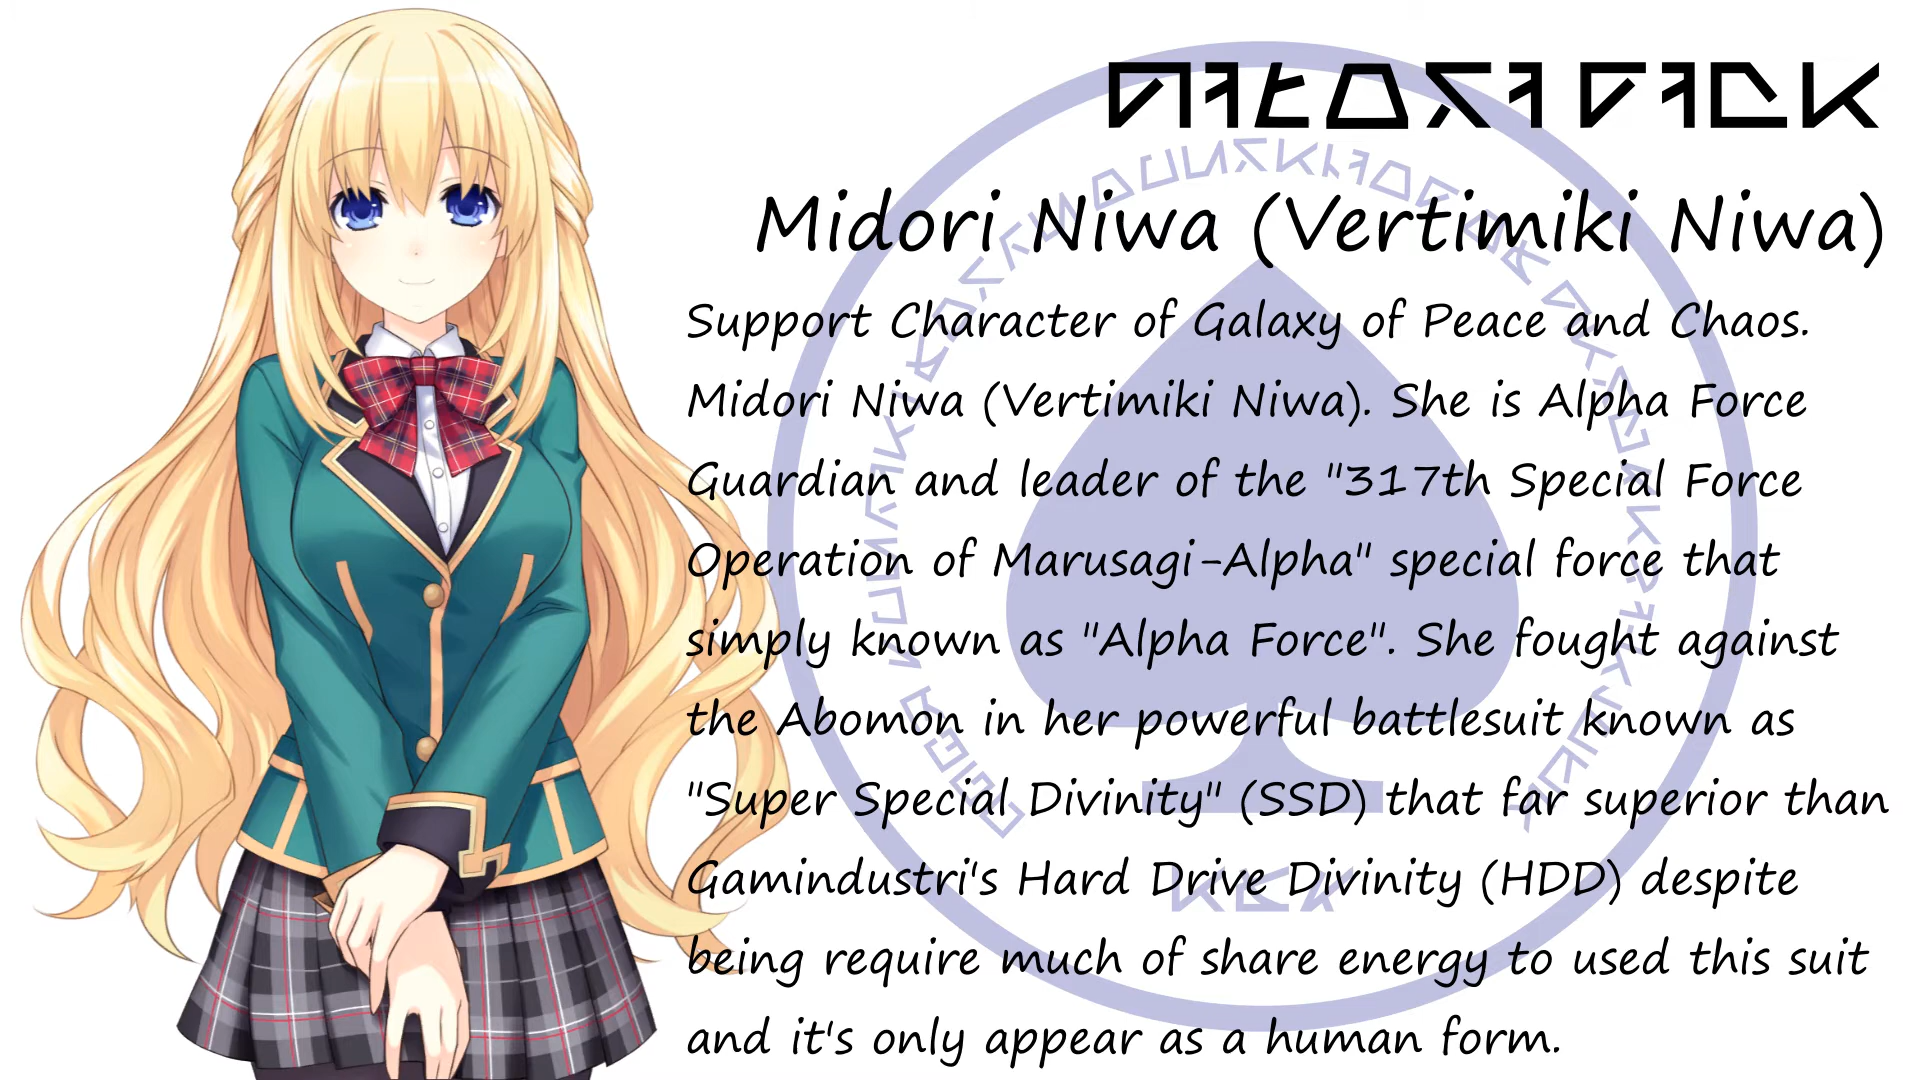 Midori Niwa (Vertimiki Niwa)
Support Character of Galaxy of Peace and Chaos.
Midori Niwa (Vertimiki Niwa). She is Alpha Force
Guardian and leader of the "317th Special Force
Operation of Marusagi-Alpha" special force that
simply known as "Alpha Force". She fought against
the Abomon in her powerful battlesuit known as
"Super Special Divinity" (SSD) that far superior than
Gamindustri's Hard Drive Divinity (HDD) despite
being require much of share energy to used this suit
and it's only appear as a human form.